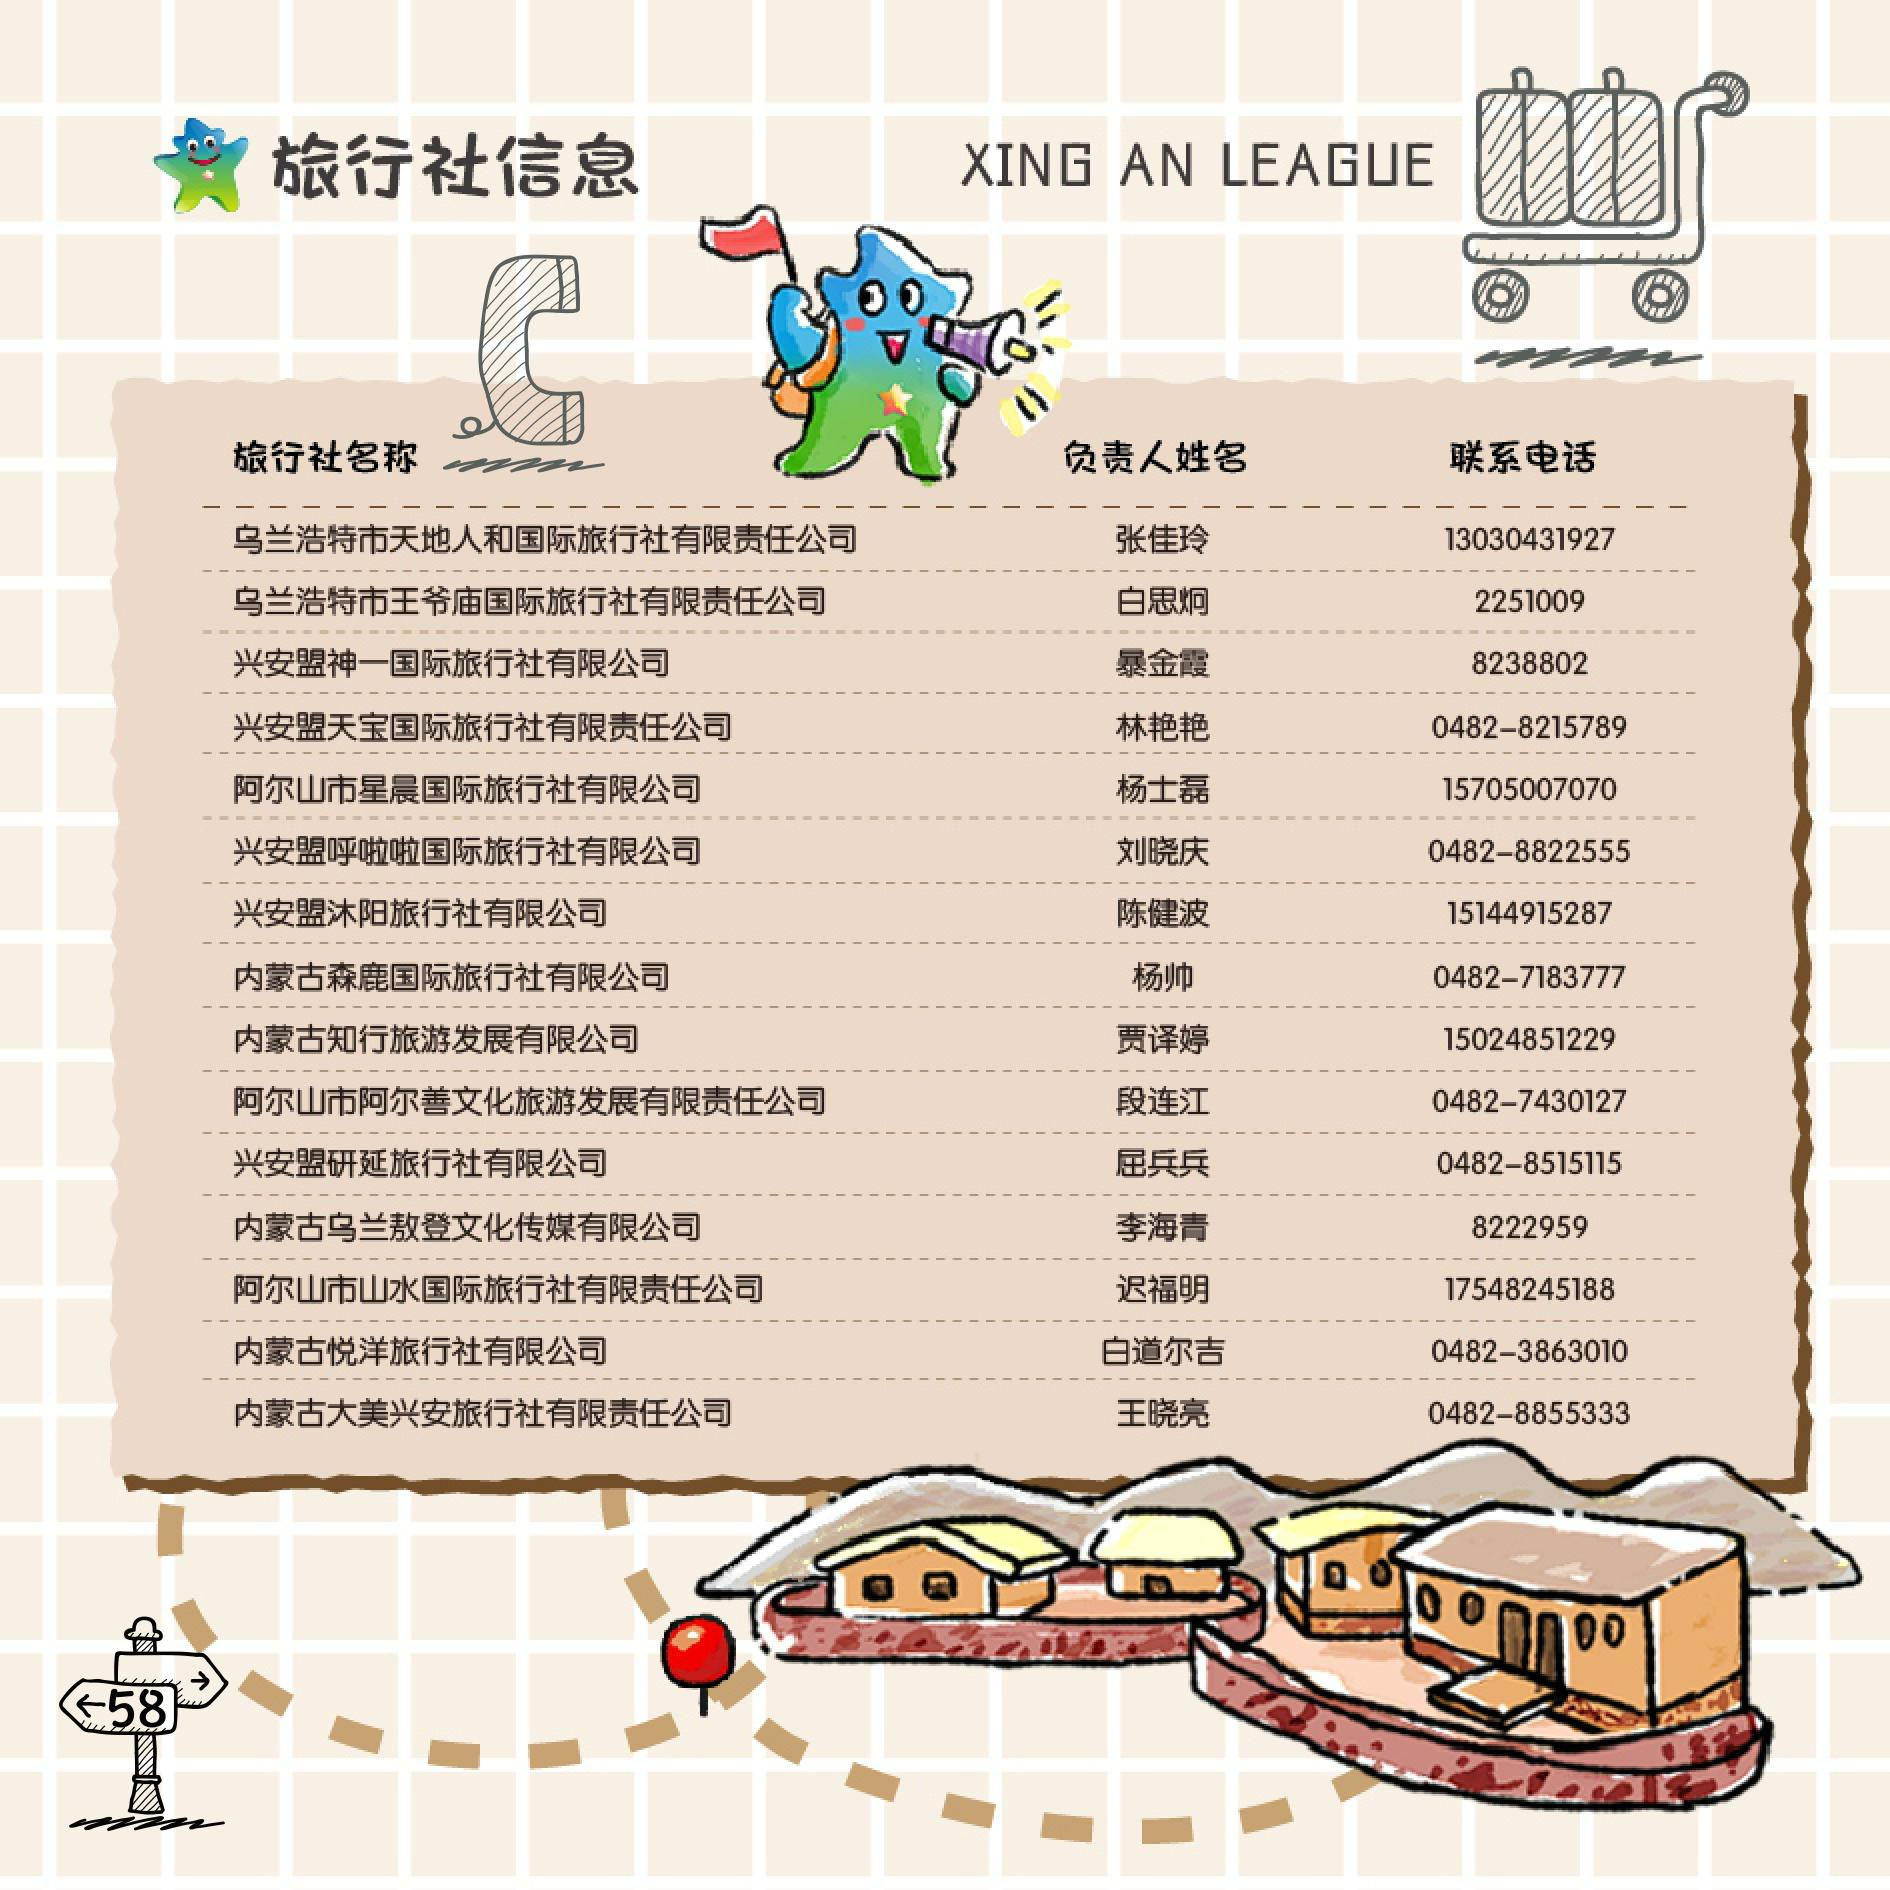 旅行社信息
XING AN LEAGUE
旅行社名称 负责人姓名 联系电话
乌兰浩特市天地人和国际旅行社有限责任公司 张佳玲 13030431927
乌兰浩特市王爷庙国际旅行社有限责任公司 白思炯 2251009
兴安盟神一国际旅行社有限公司 暴金霞 8238802
兴安盟天宝国际旅行社有限责任公司 林艳艳 0482-8215789
阿尔山市星晨国际旅行社有限公司 杨士磊 15705007070
兴安盟呼啦啦国际旅行社有限公司 刘晓庆 0482-8822555
兴安盟沐阳旅行社有限公司 陈健波 15144915287
内蒙古森鹿国际旅行社有限公司 杨帅 0482-7183777
内蒙古知行旅游发展有限公司 贾译婷 15024851229
阿尔山市阿尔善文化旅游发展有限责任公司 段连江 0482-7430127
兴安盟研延旅行社有限公司 屈兵兵 0482-8515115
内蒙古乌兰敖登文化传媒有限公司 李海青 8222959
阿尔山市山水国际旅行社有限责任公司 迟福明 17548245188
内蒙古悦洋旅行社有限公司 白道尔吉 0482-3863010
内蒙古大美兴安旅行社有限责任公司 王晓亮 0482-8855333
58